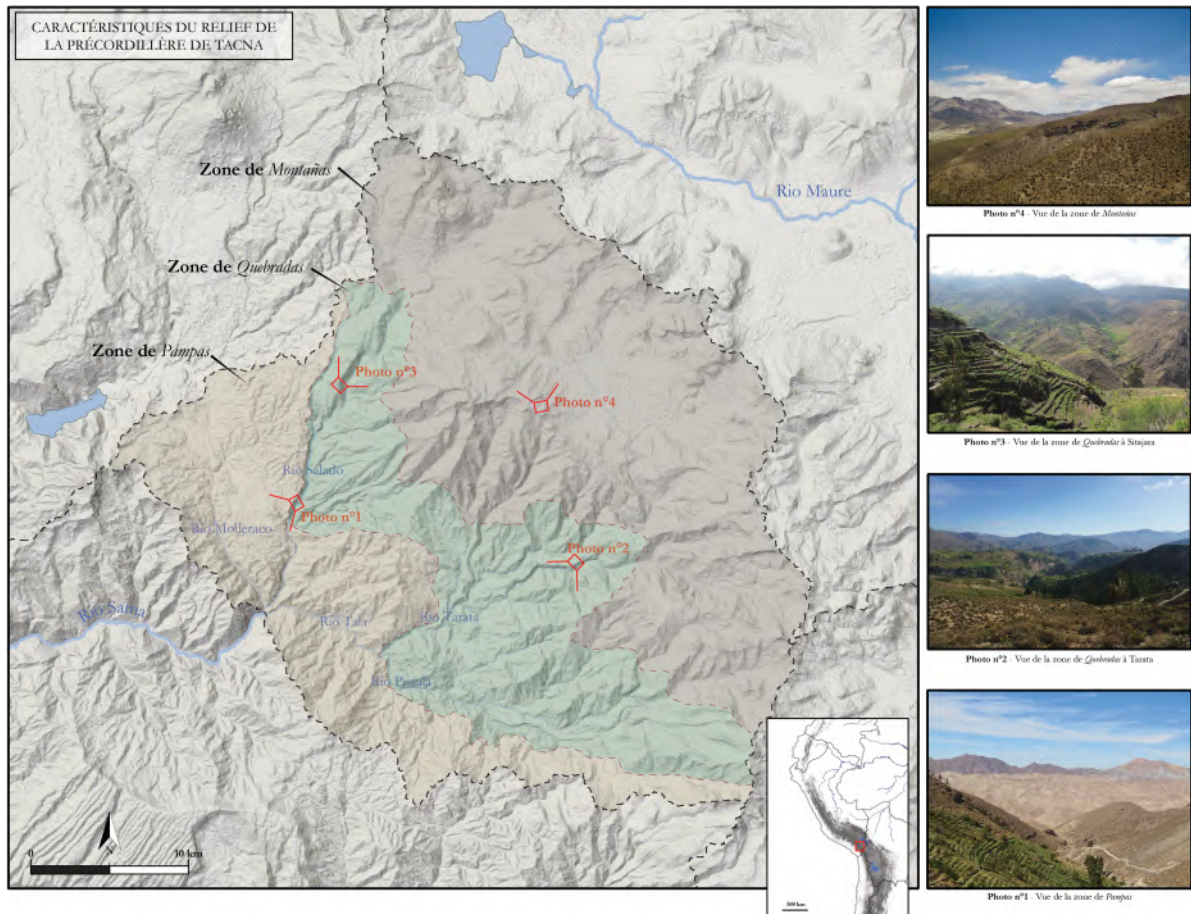 CARACTÉRISTIQUES DU RELIEF DE
LA PRÉCORDILLÈRE DE TACNA
Zone de Montañas
Rio Maure
Zone de Quebradas
Zone de Pampas
Photo n°3
Photo n°4
Rio Salado
Photo n°1
Rio Molleraco
Photo n°2
Rio Sama
Rio Tala
Rio Tarata
Rio Pistala
0
10 km
300 km
Photo n°4 - Vue de la zone de Montañas
Photo n°3 - Vue de la zone de Quebradas à Sitajara
Photo n°2 - Vue de la zone de Quebradas à Tarata
Photo n°1 - Vue de la zone de Pampas